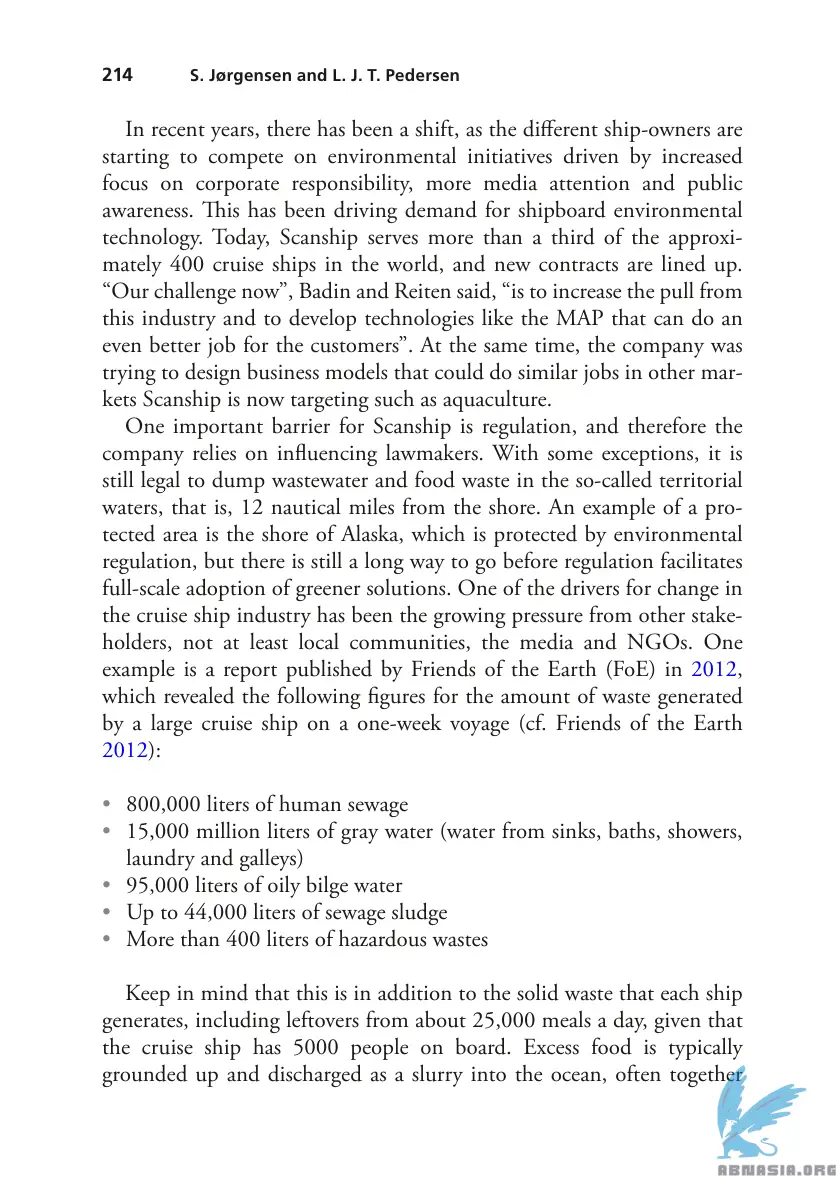 214 S. Jørgensen and L. J. T. Pedersen
In recent years, there has been a shift, as the different ship-owners are
starting to compete on environmental initiatives driven by increased
focus on corporate responsibility, more media attention and public
awareness. This has been driving demand for shipboard environmental
technology. Today, Scanship serves more than a third of the approxi-
mately 400 cruise ships in the world, and new contracts are lined up.
“Our challenge now”, Badin and Reiten said, “is to increase the pull from
this industry and to develop technologies like the MAP that can do an
even better job for the customers”. At the same time, the company was
trying to design business models that could do similar jobs in other mar-
kets Scanship is now targeting such as aquaculture.
One important barrier for Scanship is regulation, and therefore the
company relies on influencing lawmakers. With some exceptions, it is
still legal to dump wastewater and food waste in the so-called territorial
waters, that is, 12 nautical miles from the shore. An example of a pro-
tected area is the shore of Alaska, which is protected by environmental
regulation, but there is still a long way to go before regulation facilitates
full-scale adoption of greener solutions. One of the drivers for change in
the cruise ship industry has been the growing pressure from other stake-
holders, not at least local communities, the media and NGOs. One
example is a report published by Friends of the Earth (FoE) in 2012,
which revealed the following figures for the amount of waste generated
by a large cruise ship on a one-week voyage (cf. Friends of the Earth
2012):
• 800,000 liters of human sewage
• 15,000 million liters of gray water (water from sinks, baths, showers,
laundry and galleys)
• 95,000 liters of oily bilge water
• Up to 44,000 liters of sewage sludge
• More than 400 liters of hazardous wastes
Keep in mind that this is in addition to the solid waste that each ship
generates, including leftovers from about 25,000 meals a day, given that
the cruise ship has 5000 people on board. Excess food is typically
grounded up and discharged as a slurry into the ocean, often together
ABNASIA.ORG